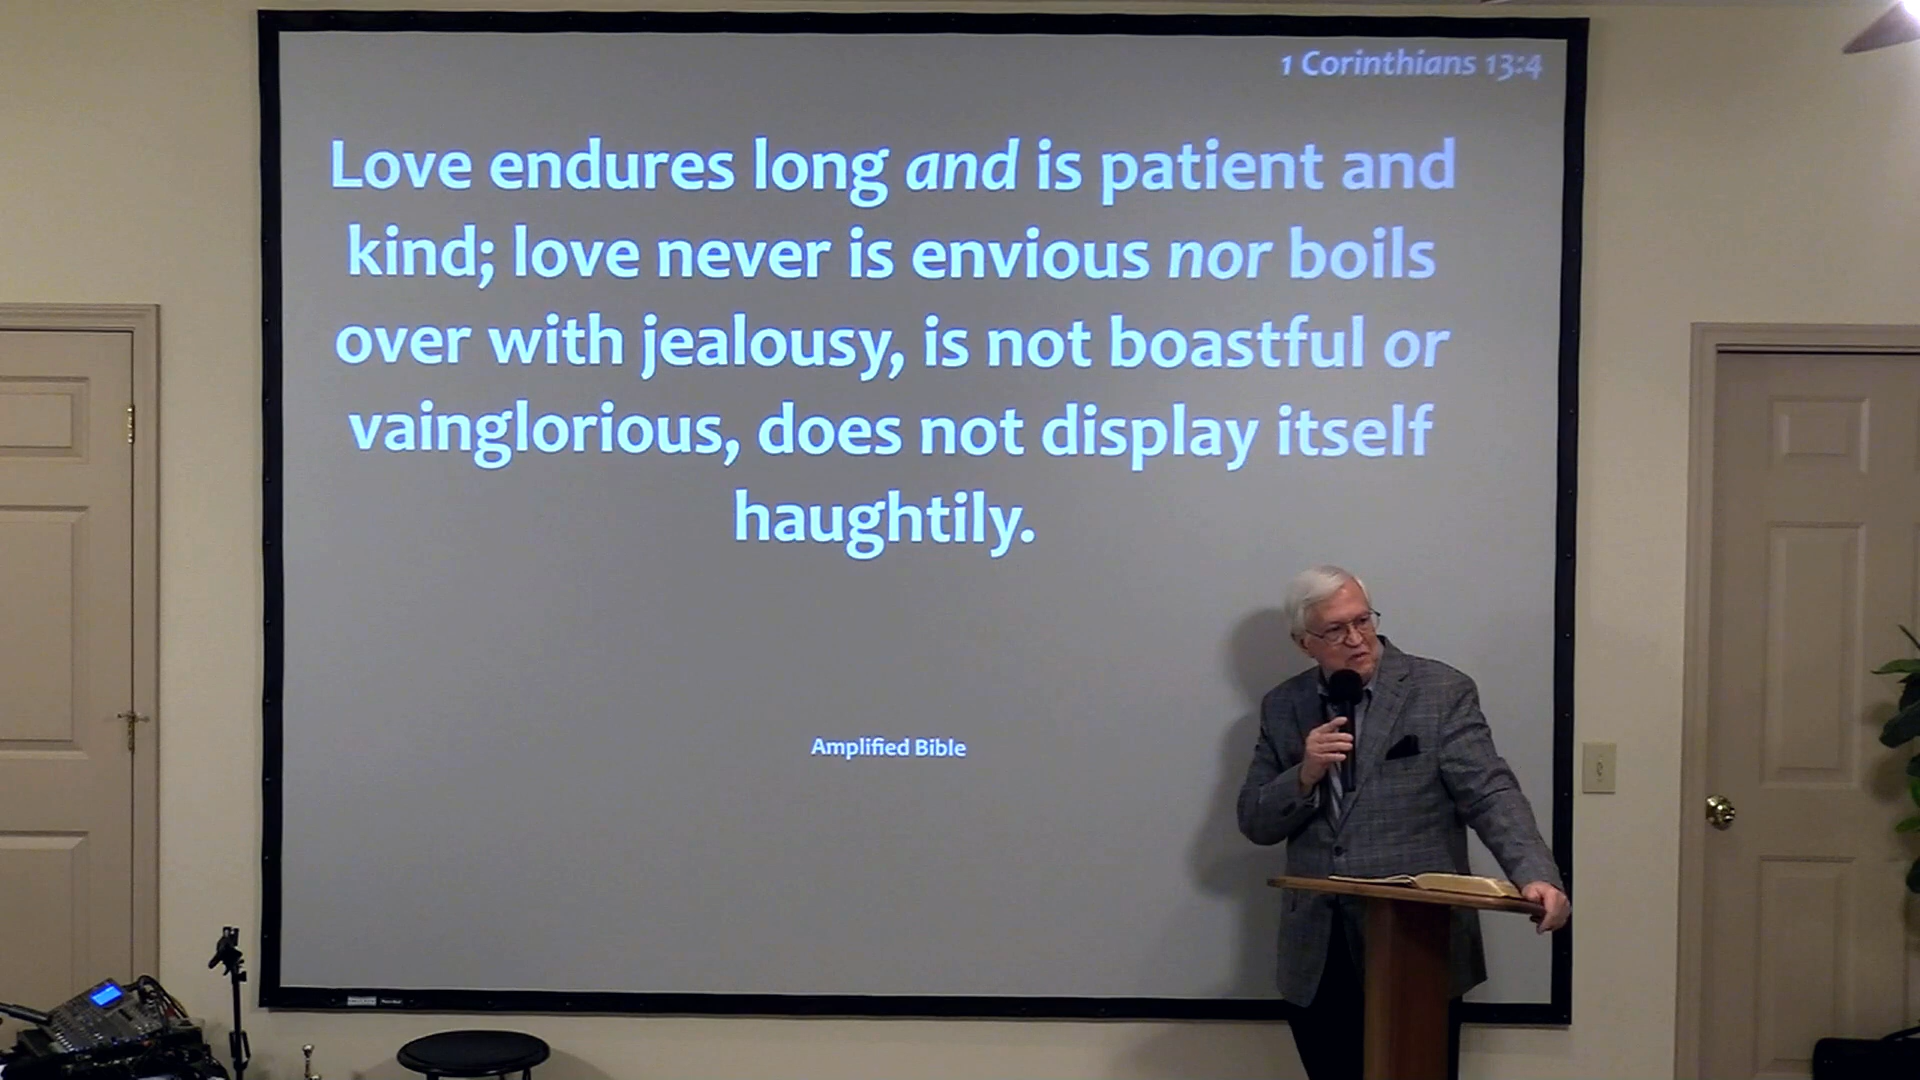 1 Corinthians 13:4
Love endures long and is patient and
kind; love never is envious nor boils
over with jealousy, is not boastful or
vainglorious, does not display itself
haughtily.
Amplified Bible